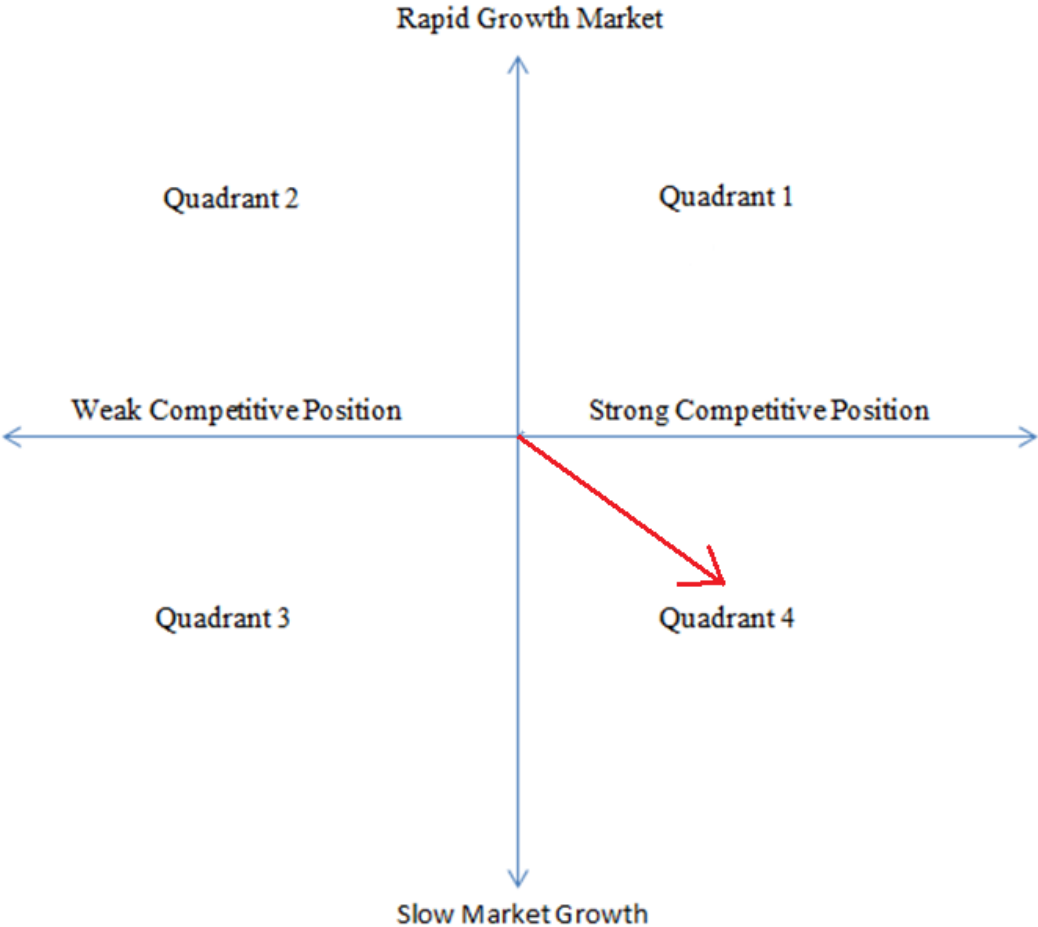 Rapid Growth Market
Quadrant 2
Quadrant 1
Weak Competitive Position
Strong Competitive Position
Quadrant 3
Quadrant 4
Slow Market Growth